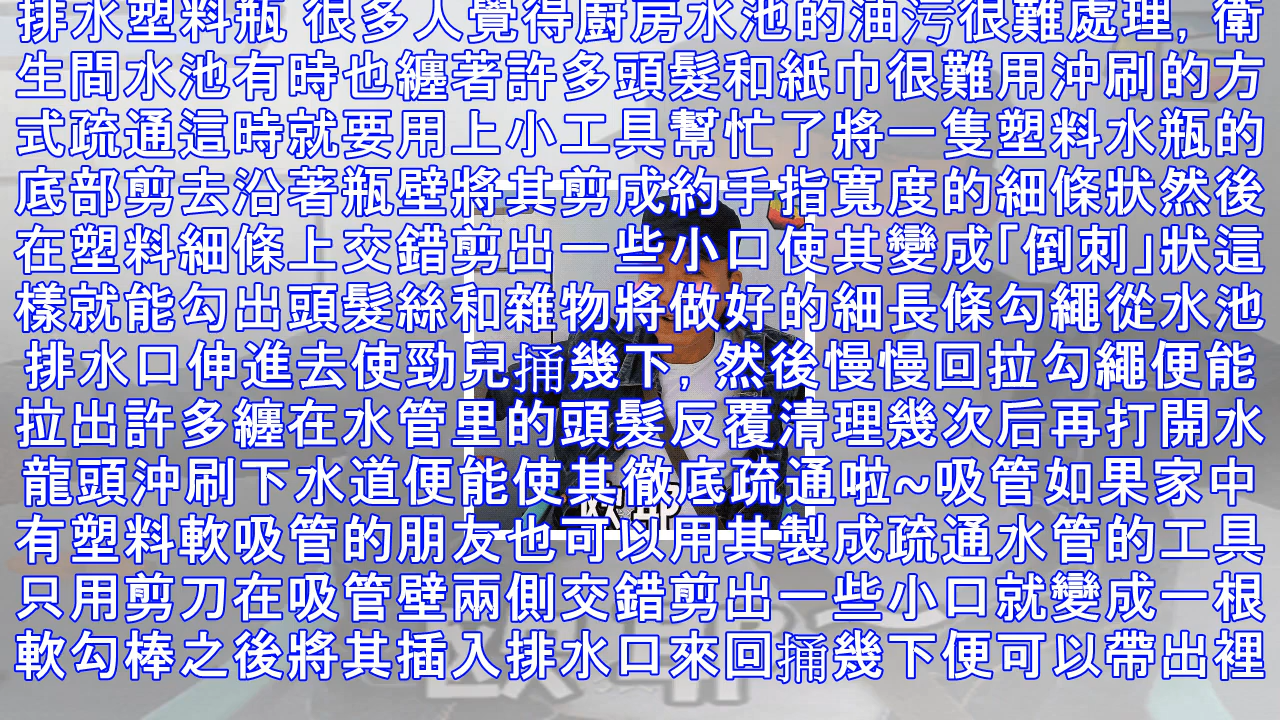 排水塑料瓶 很多人覺得廚房水池的油污很難處理, 衛
生間水池有時也纏著許多頭髮和紙巾很難用沖刷的方
式疏通這時就要用上小工具幫忙了將一隻塑料水瓶的
底部剪去沿著瓶壁將其剪成約手指寬度的細條狀然後
在塑料細條上交錯剪出一些小口使其變成「倒刺」狀這
樣就能勾出頭髮絲和雜物將做好的細長條勾繩從水池
排水口伸進去使勁兒捅幾下, 然後慢慢回拉勾繩便能
拉出許多纏在水管里的頭髮反覆清理幾次后再打開水
龍頭沖刷下水道便能使其徹底疏通啦~吸管如果家中
有塑料軟吸管的朋友也可以用其製成疏通水管的工具
只用剪刀在吸管壁兩側交錯剪出一些小口就變成一根
軟勾棒之後將其插入排水口來回捅幾下便可以帶出裡